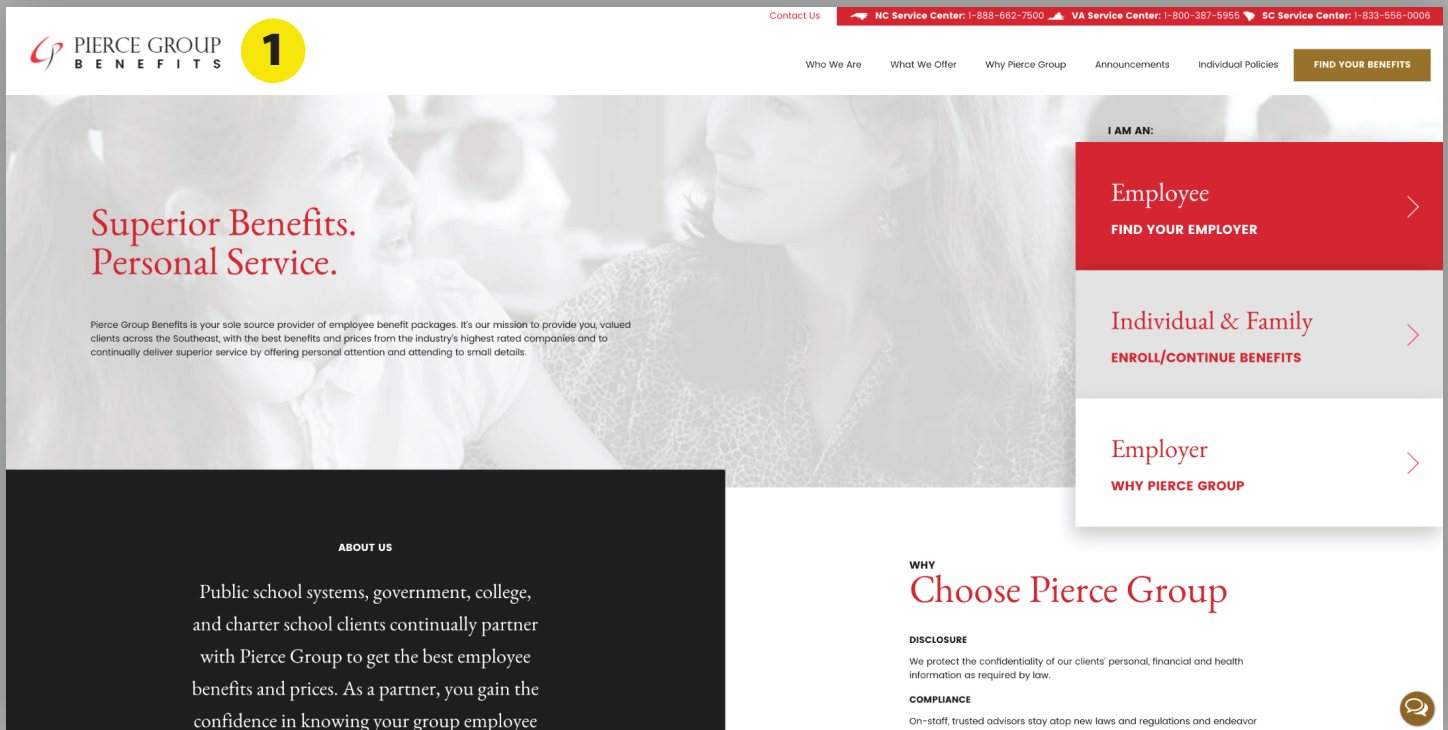 Contact Us
NC Service Center: 1-888-662-7500
VA Service Center: 1-800-387-5955
SC Service Center: 1-833-556-0006
PIERCE GROUP
BENEFITS
1
Who We Are
What We Offer
Why Pierce Group
Announcements
Individual Policies
FIND YOUR BENEFITS
Superior Benefits.
Personal Service.
Pierce Group Benefits is your sole source provider of employee benefit packages. It's our mission to provide you, valued
clients across the Southeast, with the best benefits and prices from the industry's highest rated companies and to
continually deliver superior service by offering personal attention and attending to small details.
I AM AN:
Employee
FIND YOUR EMPLOYER
Individual & Family
ENROLL/CONTINUE BENEFITS
Employer
WHY PIERCE GROUP
ABOUT US
Public school systems, government, college,
and charter school clients continually partner
with Pierce Group to get the best employee
benefits and prices. As a partner, you gain the
confidence in knowing your group employee
WHY
Choose Pierce Group
DISCLOSURE
We protect the confidentiality of our clients' personal, financial and health
information as required by law.
COMPLIANCE
On-staff, trusted advisors stay atop new laws and regulations and endeavor